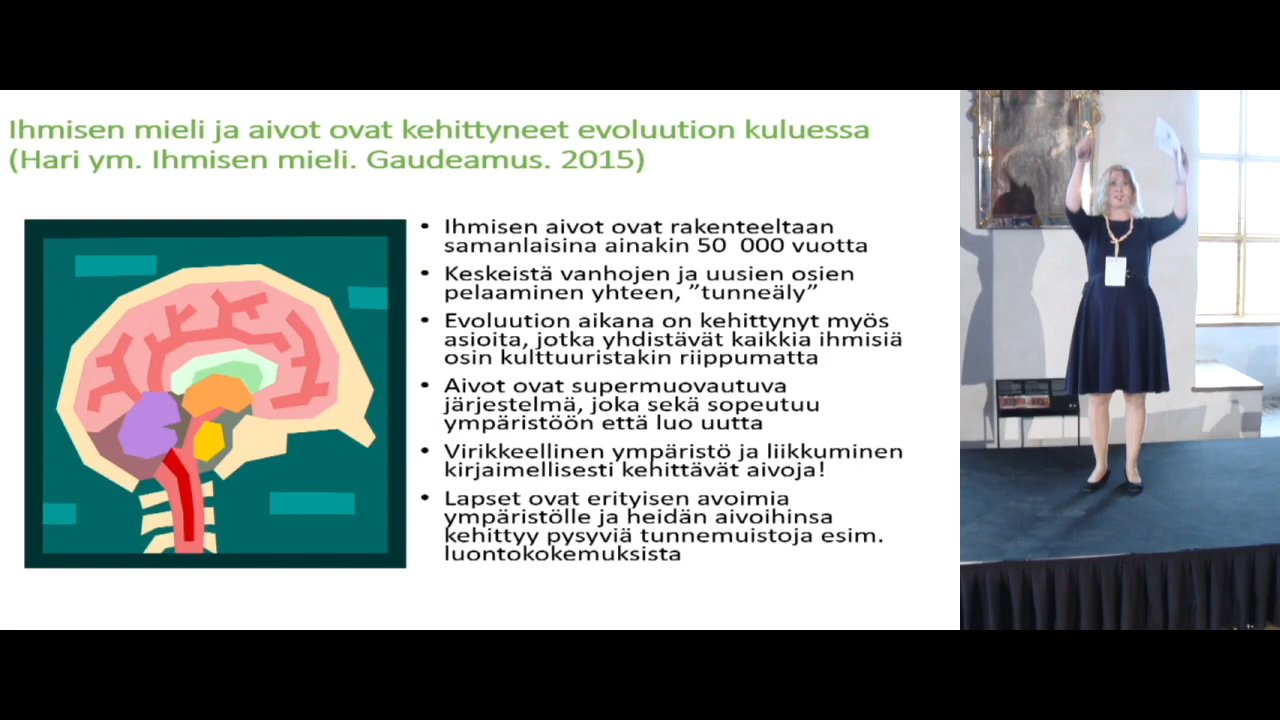 Ihmisen mieli ja aivot ovat kehittyneet evoluution kuluessa
(Hari ym. Ihmisen mieli. Gaudeamus. 2015)
• Ihmisen aivot ovat rakenteeltaan
samanlaisina ainakin 50 000 vuotta
• Keskeistä vanhojen ja uusien osien
pelaaminen yhteen, ”tunneäly”
• Evoluution aikana on kehittynyt myös
asioita, jotka yhdistävät kaikkia ihmisiä
osin kulttuuristakin riippumatta
• Aivot ovat supermuovautuva
järjestelmä, joka sekä sopeutuu
ympäristöön että luo uutta
• Virikkeellinen ympäristö ja liikkuminen
kirjaimellisesti kehittävät aivoja!
• Lapset ovat erityisen avoimia
ympäristölle ja heidän aivoihinsa
kehittyy pysyviä tunnemuistoja esim.
luontokokemuksista